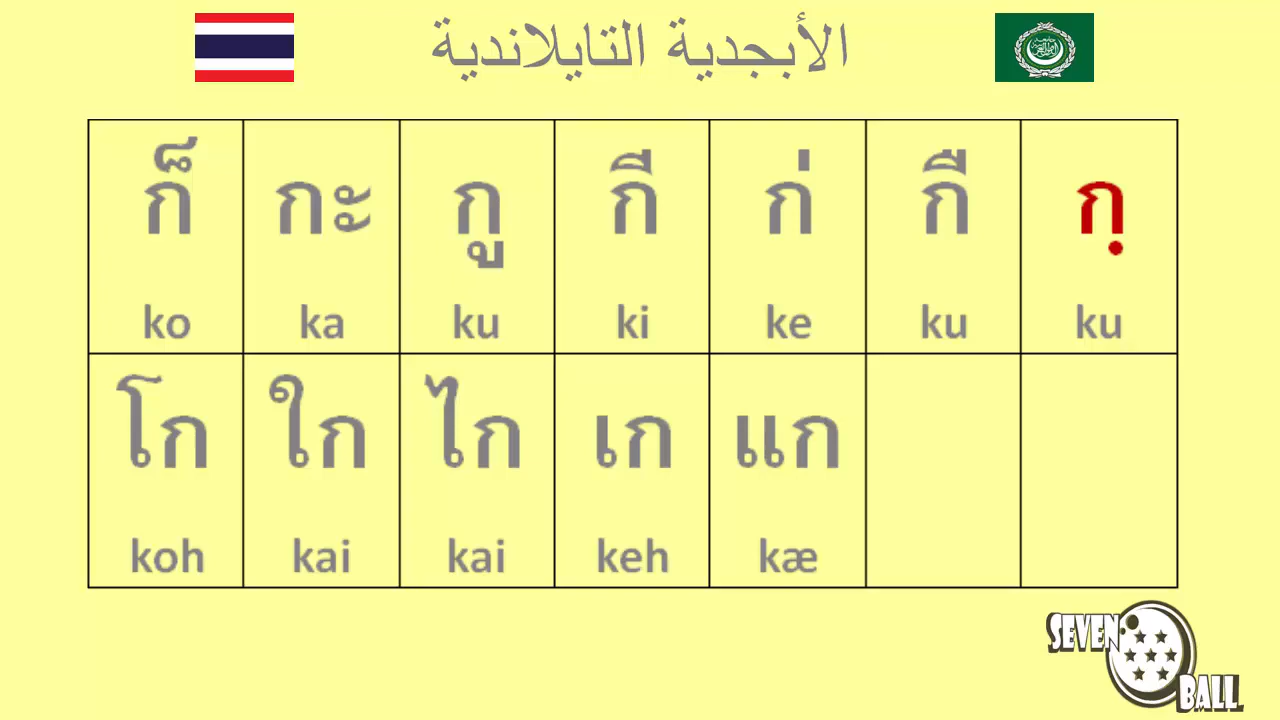 الأبجدية التايلاندية
ก็ กะ กู กี ก่ กื กฺ
ko ka ku ki ke ku ku
โก ใก ไก เก แก
koh kai kai keh kæ
SEVEN
BALL